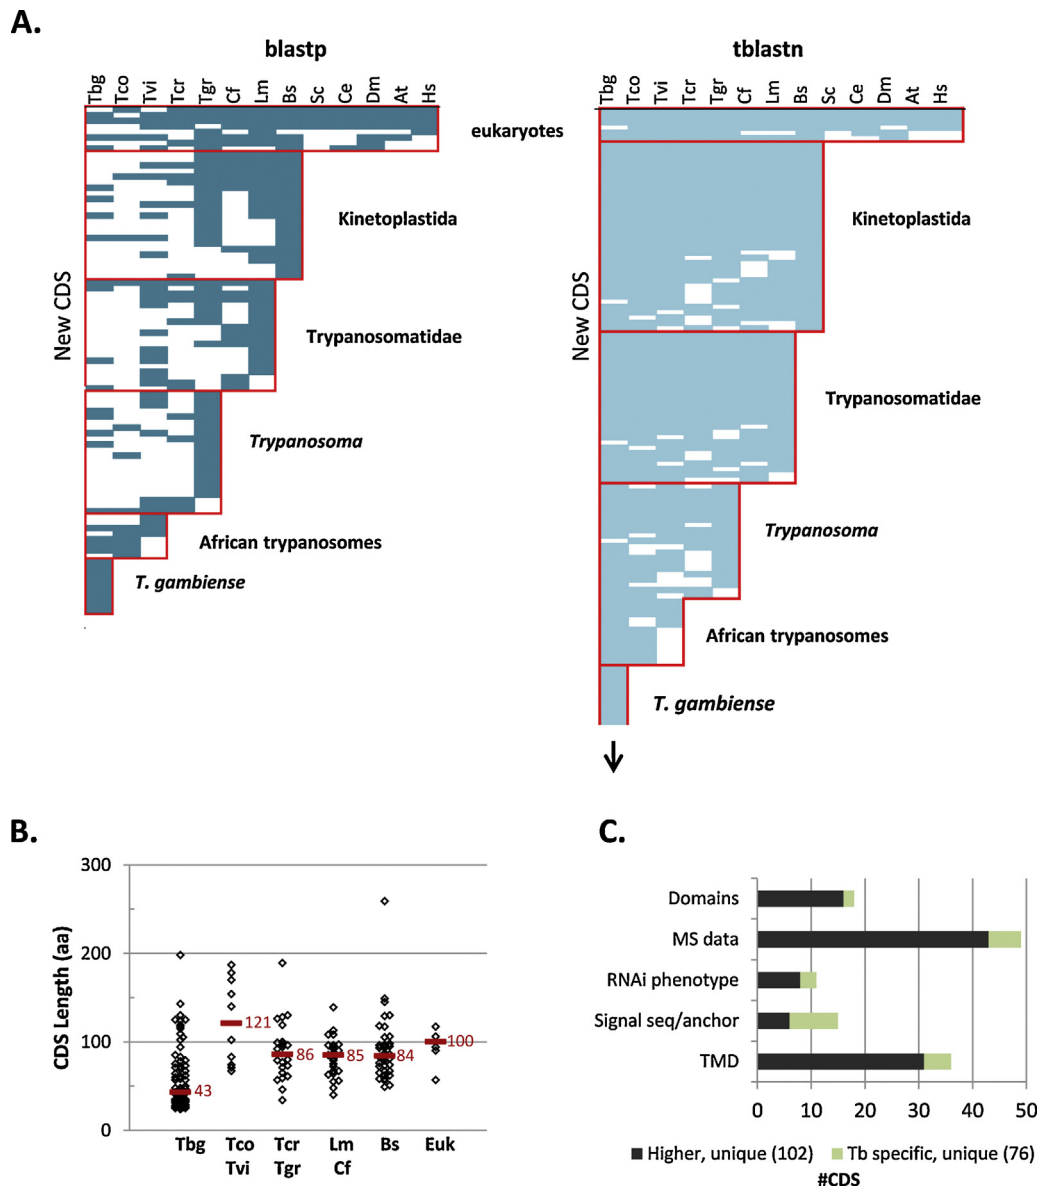 A.
blastp
tblastn
Tbg Tco Tvi Tcr Tgr Cf Lm Bs Sc Ce Dm At Hs
Tbg Tco Tvi Tcr Tgr Cf Lm Bs Sc Ce Dm At Hs
New CDS
eukaryotes
Kinetoplastida
Trypanosomatidae
Trypanosoma
African trypanosomes
T. gambiense
New CDS
Kinetoplastida
Trypanosomatidae
Trypanosoma
African trypanosomes
T. gambiense
B.
CDS Length (aa)
300
200
100
0
43
121
86
85
84
100
Tbg Tco Tcr Lm Bs Euk
Tvi Tgr Cf
C.
Domains
MS data
RNAi phenotype
Signal seq/anchor
TMD
0 10 20 30 40 50
Higher, unique (102) Tb specific, unique (76)
#CDS